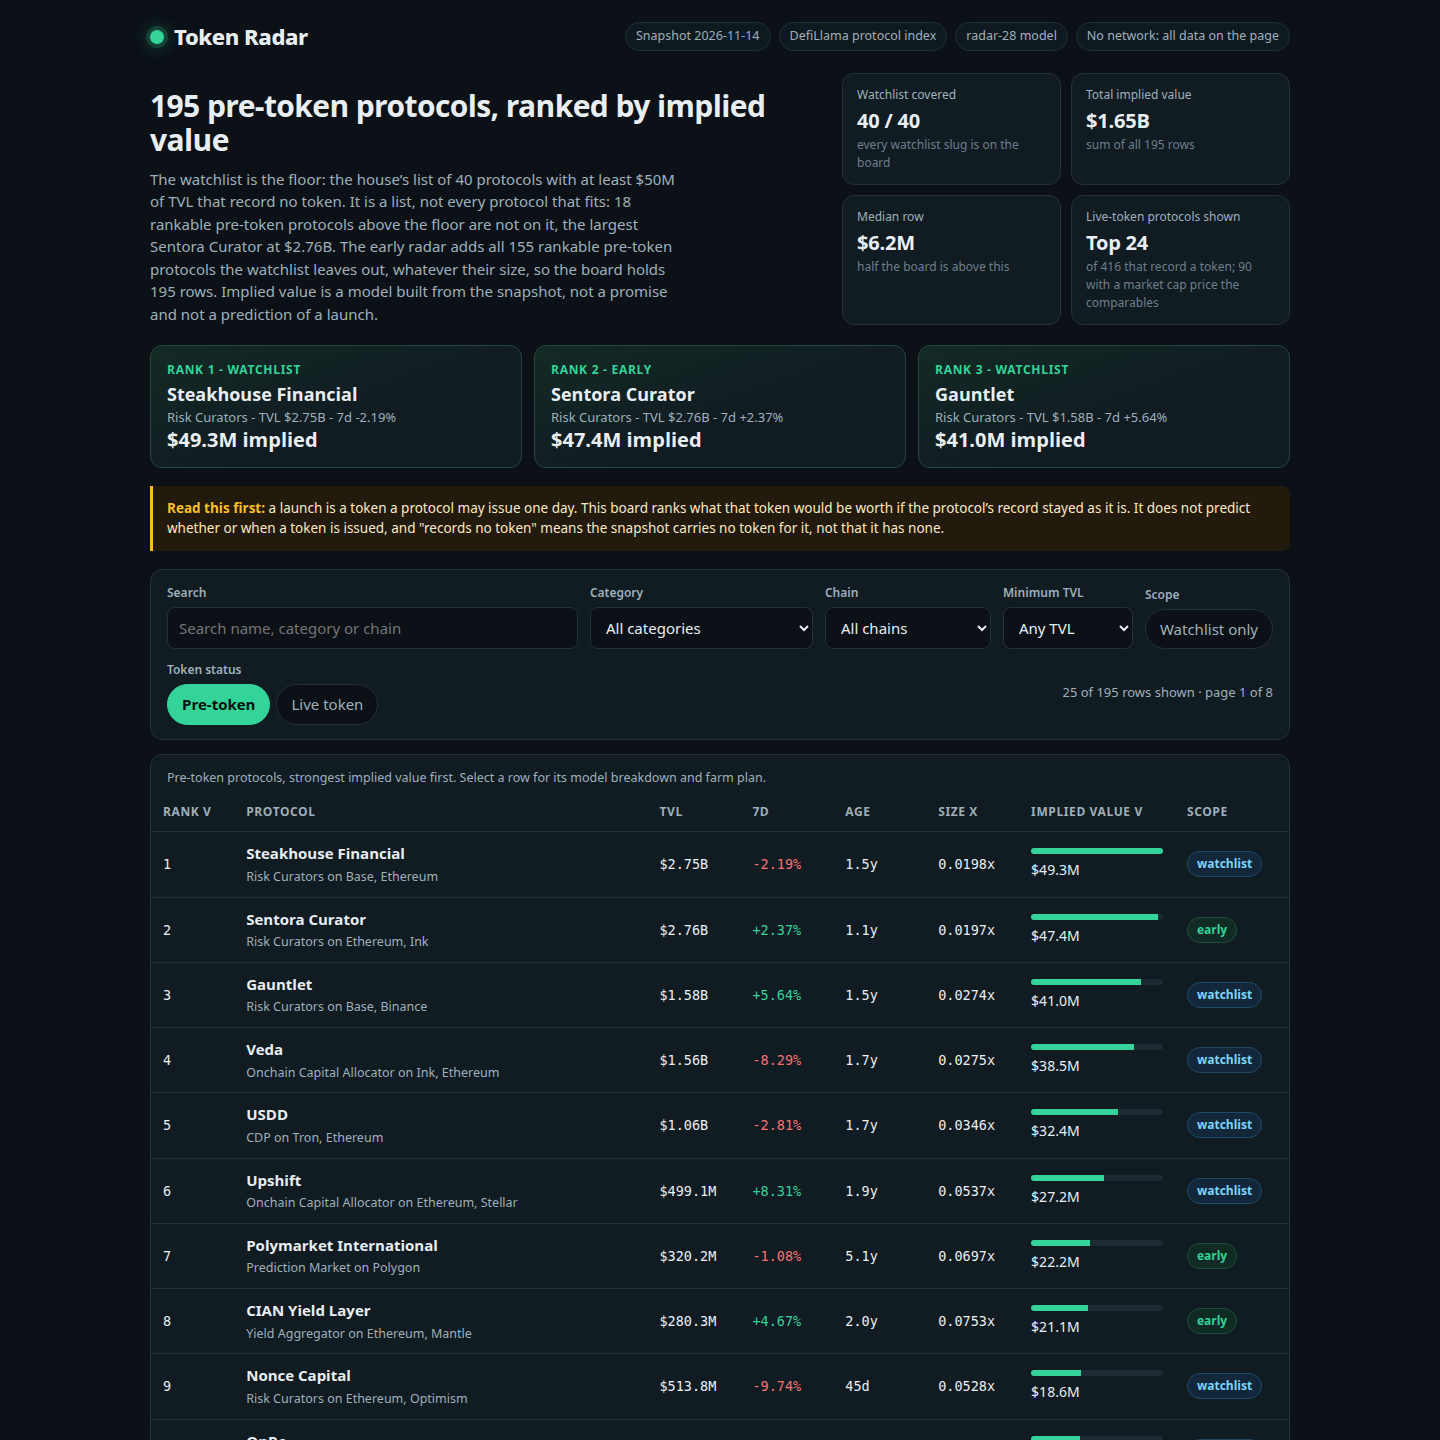 Token Radar
Snapshot 2026-11-14
DefiLlama protocol index
radar-28 model
No network: all data on the page
195 pre-token protocols, ranked by implied
value
The watchlist is the floor: the house's list of 40 protocols with at least $50M
of TVL that record no token. It is a list, not every protocol that fits: 18
rankable pre-token protocols above the floor are not on it, the largest
Sentora Curator at $2.76B. The early radar adds all 155 rankable pre-token
protocols the watchlist leaves out, whatever their size, so the board holds
195 rows. Implied value is a model built from the snapshot, not a promise
and not a prediction of a launch.
Watchlist covered
40 / 40
every watchlist slug is on the
board
Total implied value
$1.65B
sum of all 195 rows
Median row
$6.2M
half the board is above this
Live-token protocols shown
Top 24
of 416 that record a token; 90
with a market cap price the
comparables
RANK 1 - WATCHLIST
Steakhouse Financial
Risk Curators - TVL $2.75B - 7d -2.19%
$49.3M implied
RANK 2 - EARLY
Sentora Curator
Risk Curators - TVL $2.76B - 7d +2.37%
$47.4M implied
RANK 3 - WATCHLIST
Gauntlet
Risk Curators - TVL $1.58B - 7d +5.64%
$41.0M implied
Read this first: a launch is a token a protocol may issue one day. This board ranks what that token would be worth if the protocol's record stayed as it is. It does not predict
whether or when a token is issued, and "records no token" means the snapshot carries no token for it, not that it has none.
Search
Search name, category or chain
Category
All categories
Chain
All chains
Minimum TVL
Any TVL
Scope
Watchlist only
Token status
Pre-token
Live token
25 of 195 rows shown · page 1 of 8
Pre-token protocols, strongest implied value first. Select a row for its model breakdown and farm plan.
RANK V PROTOCOL TVL 7D AGE SIZE X IMPLIED VALUE V SCOPE
1 Steakhouse Financial $2.75B -2.19% 1.5y 0.0198x $49.3M watchlist
Risk Curators on Base, Ethereum
2 Sentora Curator $2.76B +2.37% 1.1y 0.0197x $47.4M early
Risk Curators on Ethereum, Ink
3 Gauntlet $1.58B +5.64% 1.5y 0.0274x $41.0M watchlist
Risk Curators on Base, Binance
4 Veda $1.56B -8.29% 1.7y 0.0275x $38.5M watchlist
Onchain Capital Allocator on Ink, Ethereum
5 USDD $1.06B -2.81% 1.7y 0.0346x $32.4M watchlist
CDP on Tron, Ethereum
6 Upshift $499.1M +8.31% 1.9y 0.0537x $27.2M watchlist
Onchain Capital Allocator on Ethereum, Stellar
7 Polymarket International $320.2M -1.08% 5.1y 0.0697x $22.2M early
Prediction Market on Polygon
8 CIAN Yield Layer $280.3M +4.67% 2.0y 0.0753x $21.1M early
Yield Aggregator on Ethereum, Mantle
9 Nonce Capital $513.8M -9.74% 45d 0.0528x $18.6M watchlist
Risk Curators on Ethereum, Optimism